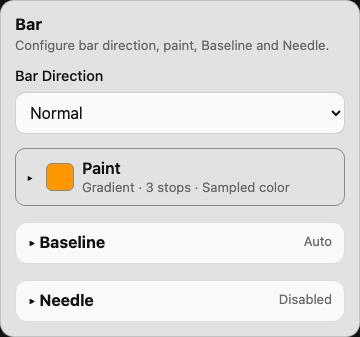 Bar
Configure bar direction, paint, Baseline and Needle.
Bar Direction
Normal
Paint
Gradient · 3 stops · Sampled color
Baseline Auto
Needle Disabled